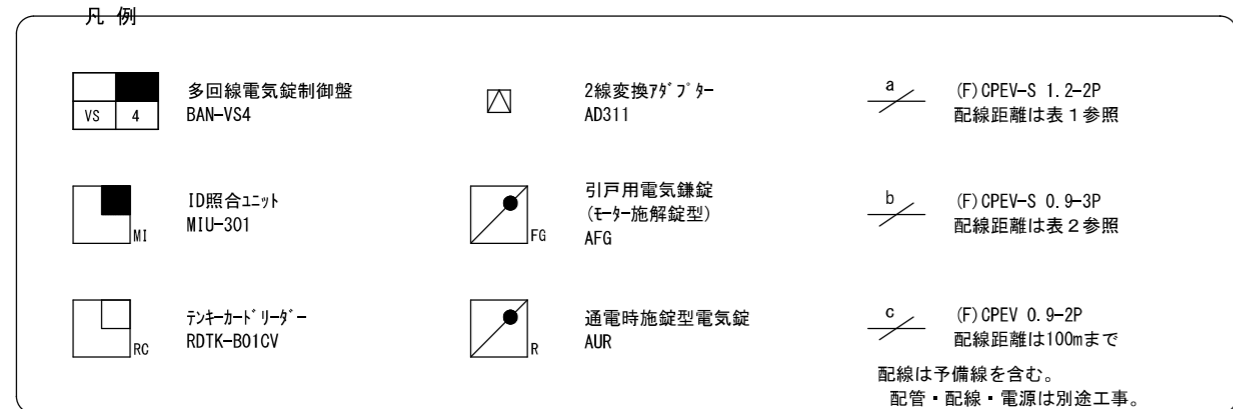 凡 例
VS 4
多回線電気錠制御盤
BAN-VS4
2線変換ｱﾀﾞﾌﾟﾀｰ
AD311
a
(F)CPEV-S 1.2-2P
配線距離は表１参照
MI
ID照合ﾕﾆｯﾄ
MIU-301
FG
引戸用電気鎌錠
(ﾓｰﾀｰ施解錠型)
AFG
b
(F)CPEV-S 0.9-3P
配線距離は表２参照
RC
ﾃﾝｷｰｶｰﾄﾞﾘｰﾀﾞｰ
RDTK-B01CV
R
通電時施錠型電気錠
AUR
c
(F)CPEV 0.9-2P
配線距離は100mまで
配線は予備線を含む。
配管・配線・電源は別途工事。